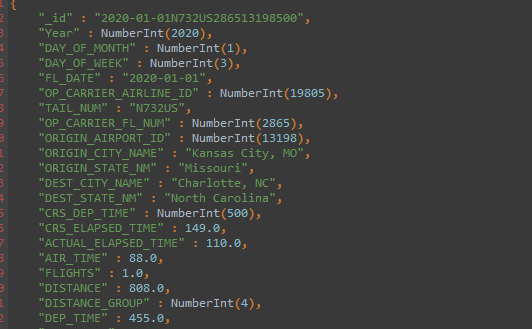 {
"_id" : "2020-01-01N732US286513198500",
"Year" : NumberInt(2020),
"DAY_OF_MONTH" : NumberInt(1),
"DAY_OF_WEEK" : NumberInt(3),
"FL_DATE" : "2020-01-01",
"OP_CARRIER_AIRLINE_ID" : NumberInt(19805),
"TAIL_NUM" : "N732US",
"OP_CARRIER_FL_NUM" : NumberInt(2865),
"ORIGIN_AIRPORT_ID" : NumberInt(13198),
"ORIGIN_CITY_NAME" : "Kansas City, MO",
"ORIGIN_STATE_NM" : "Missouri",
"DEST_CITY_NAME" : "Charlotte, NC",
"DEST_STATE_NM" : "North Carolina",
"CRS_DEP_TIME" : NumberInt(500),
"CRS_ELAPSED_TIME" : 149.0,
"ACTUAL_ELAPSED_TIME" : 110.0,
"AIR_TIME" : 88.0,
"FLIGHTS" : 1.0,
"DISTANCE" : 808.0,
"DISTANCE_GROUP" : NumberInt(4),
"DEP_TIME" : 455.0,